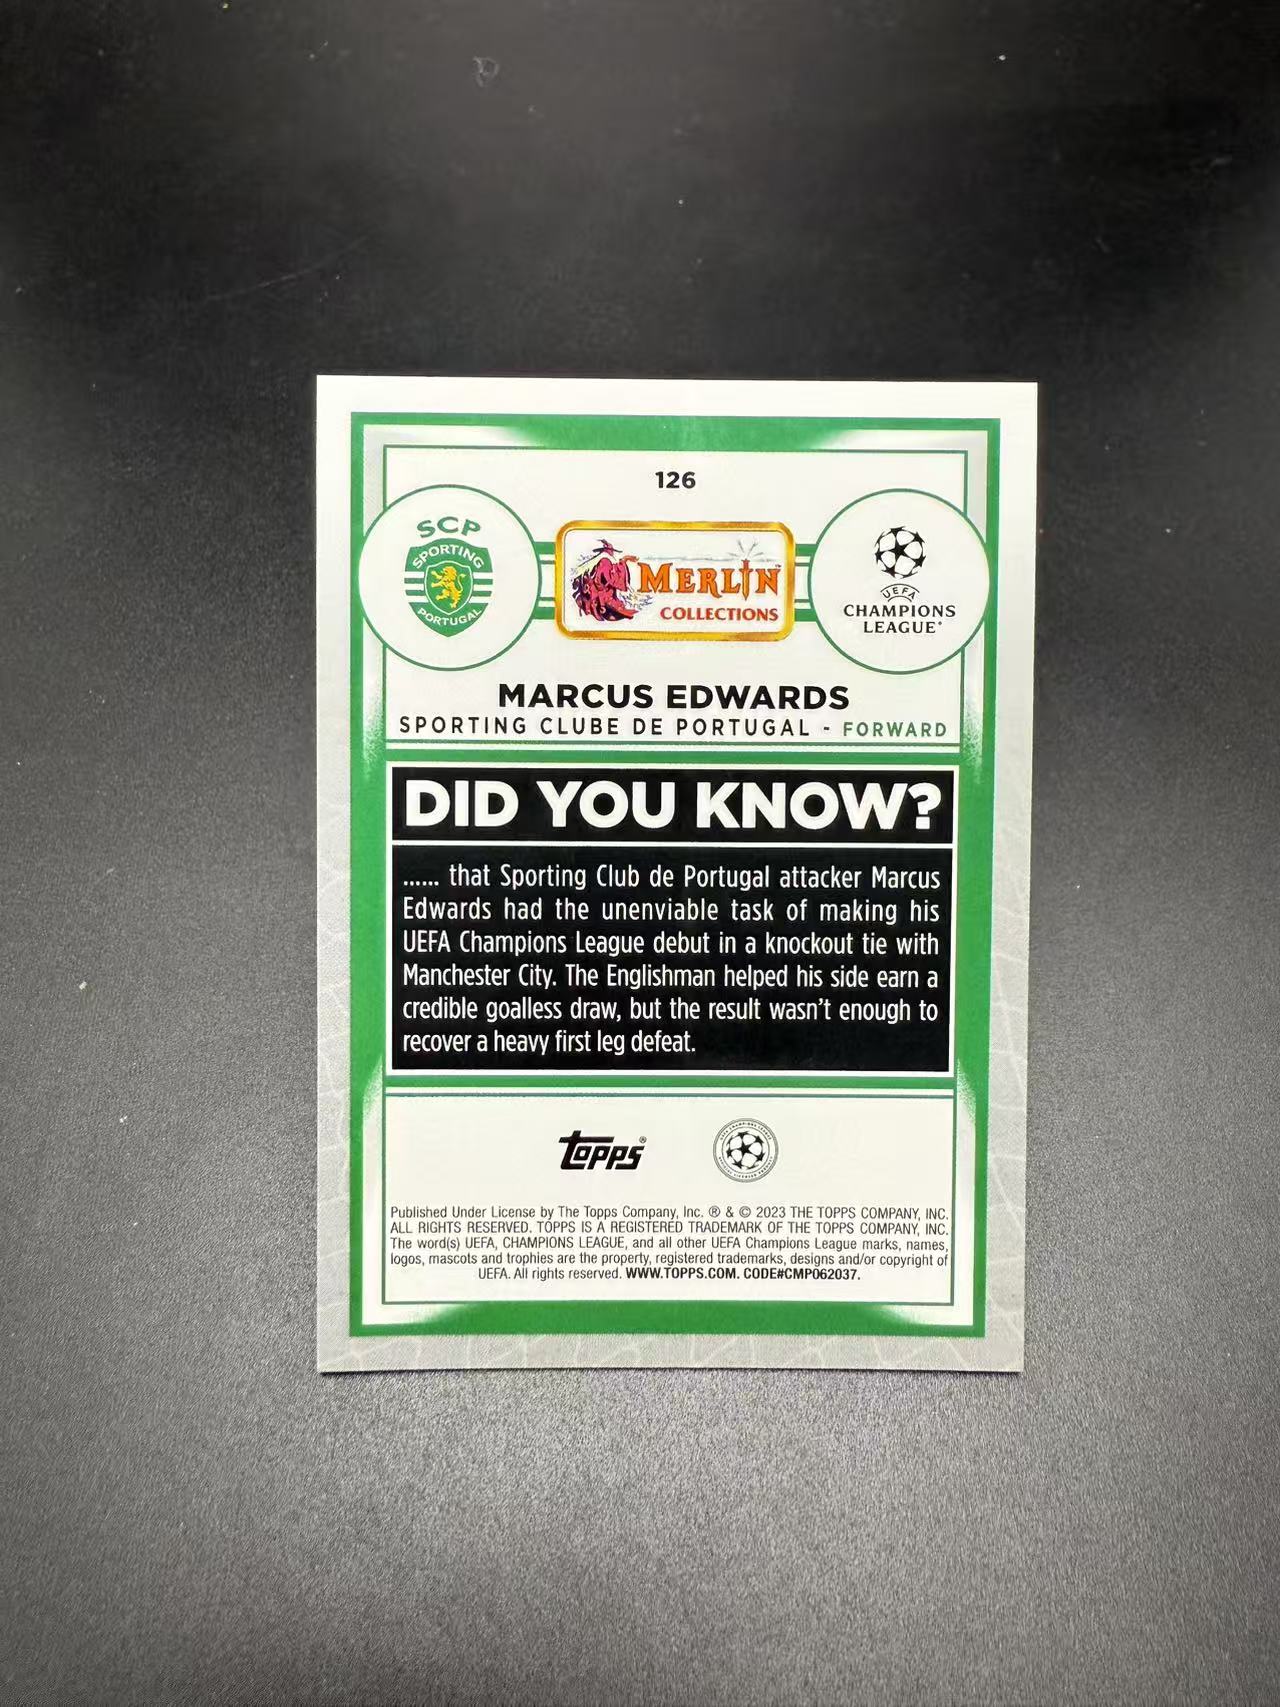 126
SCP
SPORTING
PORTUGAL
MERLIN™
COLLECTIONS
UEFA
CHAMPIONS
LEAGUE®
MARCUS EDWARDS
SPORTING CLUBE DE PORTUGAL - FORWARD
DID YOU KNOW?
...... that Sporting Club de Portugal attacker Marcus
Edwards had the unenviable task of making his
UEFA Champions League debut in a knockout tie with
Manchester City. The Englishman helped his side earn a
credible goalless draw, but the result wasn't enough to
recover a heavy first leg defeat.
topps®
Published Under License by The Topps Company, Inc. ® & © 2023 THE TOPPS COMPANY, INC.
ALL RIGHTS RESERVED. TOPPS IS A REGISTERED TRADEMARK OF THE TOPPS COMPANY, INC.
The word(s) UEFA, CHAMPIONS LEAGUE, and all other UEFA Champions League marks, names,
logos, mascots and trophies are the property, registered trademarks, designs and/or copyright of
UEFA. All rights reserved. WWW.TOPPS.COM. CODE#CMP062037.